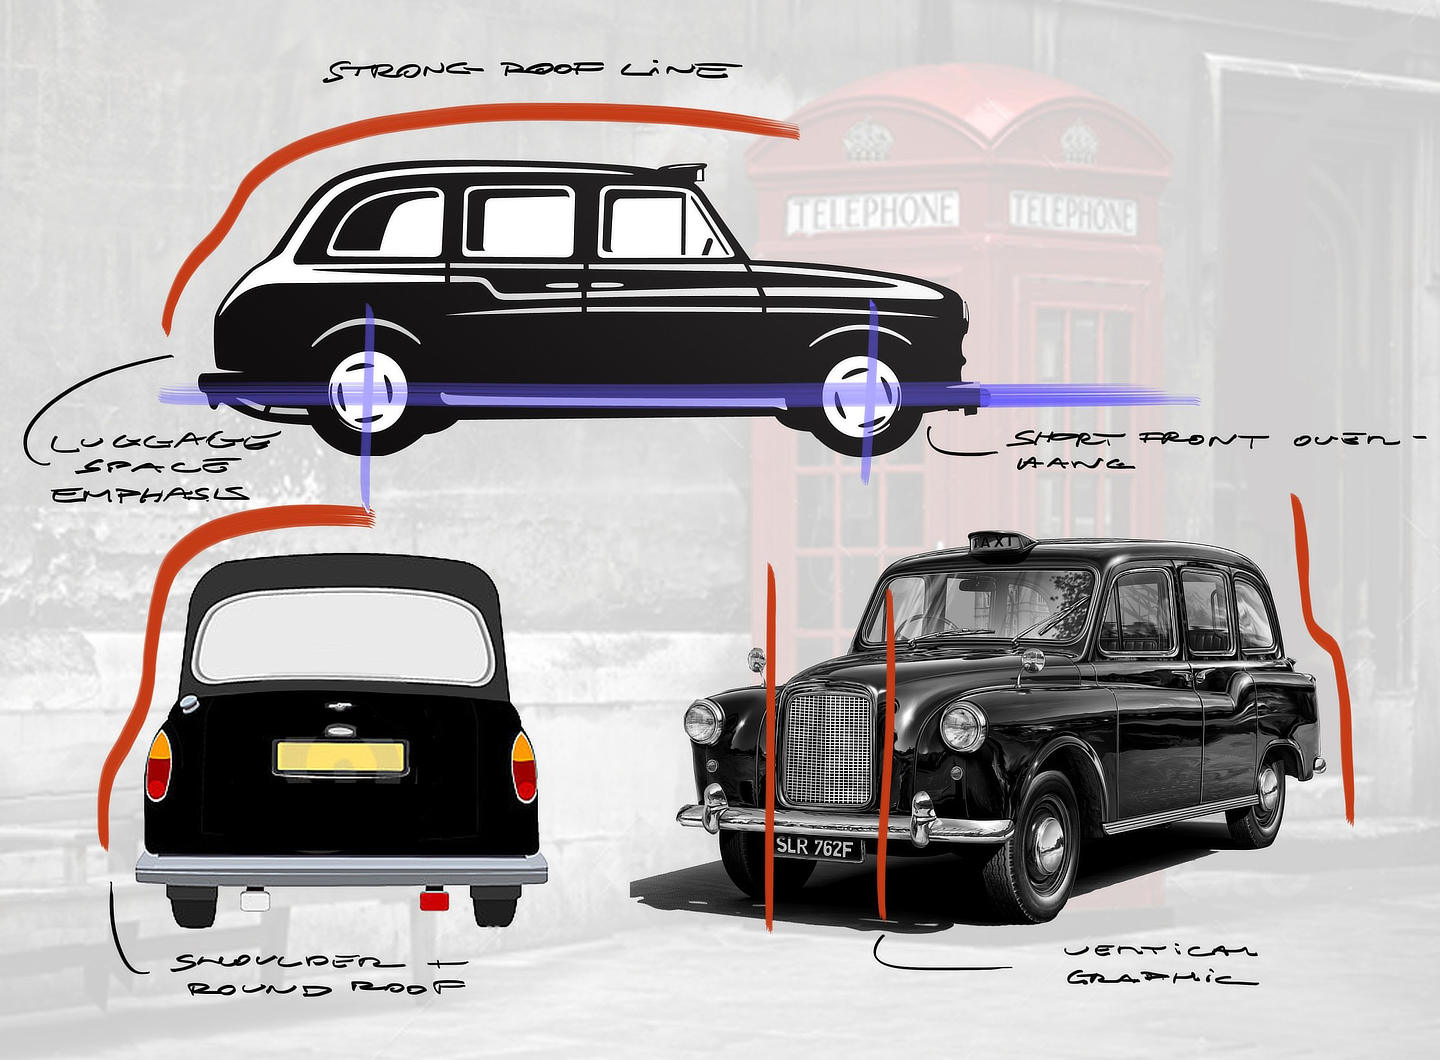 STRONG ROOF LINE
TELEPHONE
TELEPHONE
LUGGAGE
SPACE
EMPHASIS
SHORT FRONT OVER-
HANG
TAXI
SLR 762F
SHOULDER +
ROUND ROOF
VERTICAL
GRAPHIC